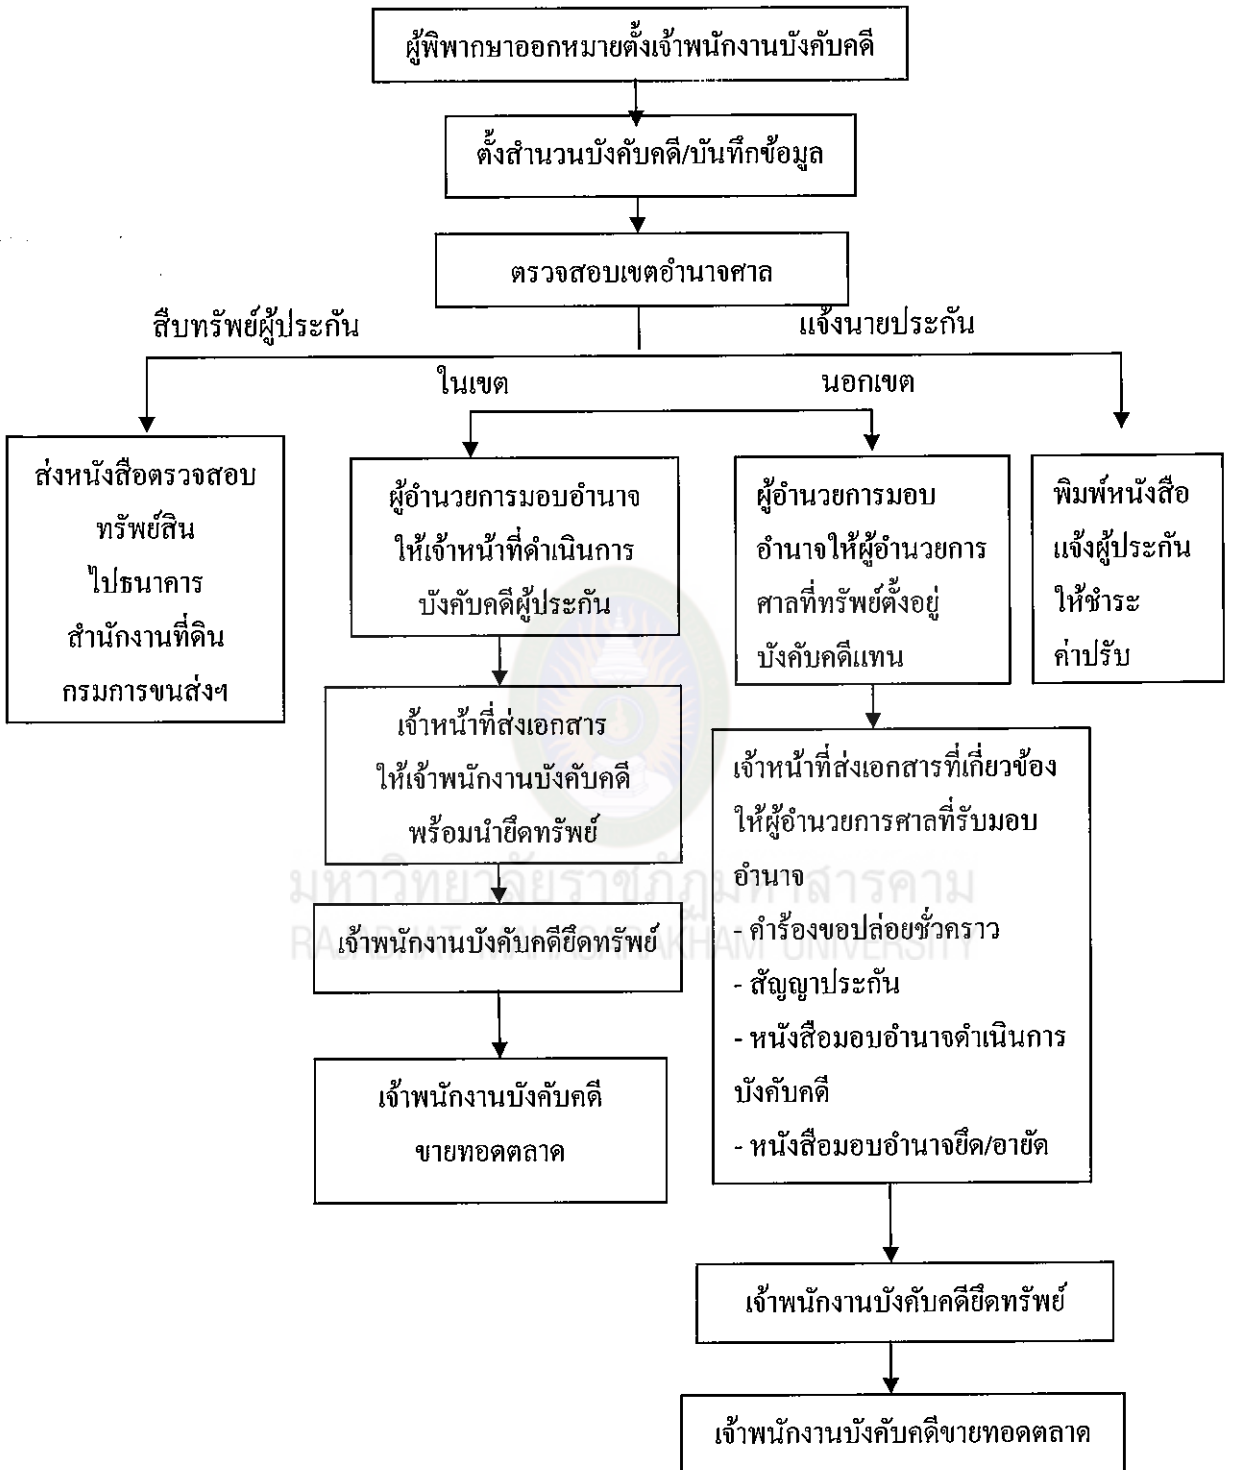 ผู้พิพากษาออกหมายตั้งเจ้าพนักงานบังคับคดี
ตั้งสำนวนบังคับคดี/บันทึกข้อมูล
ตรวจสอบเขตอำนาจศาล
สืบทรัพย์ผู้ประกัน
แจ้งนายประกัน
ในเขต
นอกเขต
ส่งหนังสือตรวจสอบ
ทรัพย์สิน
ไปธนาคาร
สำนักงานที่ดิน
กรมการขนส่งฯ
ผู้อำนวยการมอบอำนาจ
ให้เจ้าหน้าที่ดำเนินการ
บังคับคดีผู้ประกัน
ผู้อำนวยการมอบ
อำนาจให้ผู้อำนวยการ
ศาลที่ทรัพย์ตั้งอยู่
บังคับคดีแทน
พิมพ์หนังสือ
แจ้งผู้ประกัน
ให้ชำระ
ค่าปรับ
เจ้าหน้าที่ส่งเอกสาร
ให้เจ้าพนักงานบังคับคดี
พร้อมนำยึดทรัพย์
เจ้าหน้าที่ส่งเอกสารที่เกี่ยวข้อง
ให้ผู้อำนวยการศาลที่รับมอบ
อำนาจ
- คำร้องขอปล่อยชั่วคราว
- สัญญาประกัน
- หนังสือมอบอำนาจดำเนินการ
บังคับคดี
- หนังสือมอบอำนาจยึด/อายัด
มหาวิทยาลัยราชภัฏมหาสารคาม
RAJABHAT MAHASARAKHAM UNIVERSITY
เจ้าพนักงานบังคับคดียึดทรัพย์
เจ้าพนักงานบังคับคดี
ขายทอดตลาด
เจ้าพนักงานบังคับคดียึดทรัพย์
เจ้าพนักงานบังคับคดีขายทอดตลาด